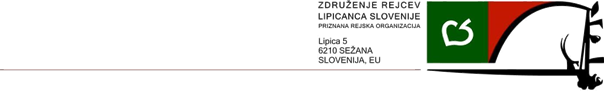 ZDRUŽENJE REJCEV
LIPICANCA SLOVENIJE
PRIZNANA REJSKA ORGANIZACIJA
Lipica 5
6210 SEŽANA
SLOVENIJA, EU